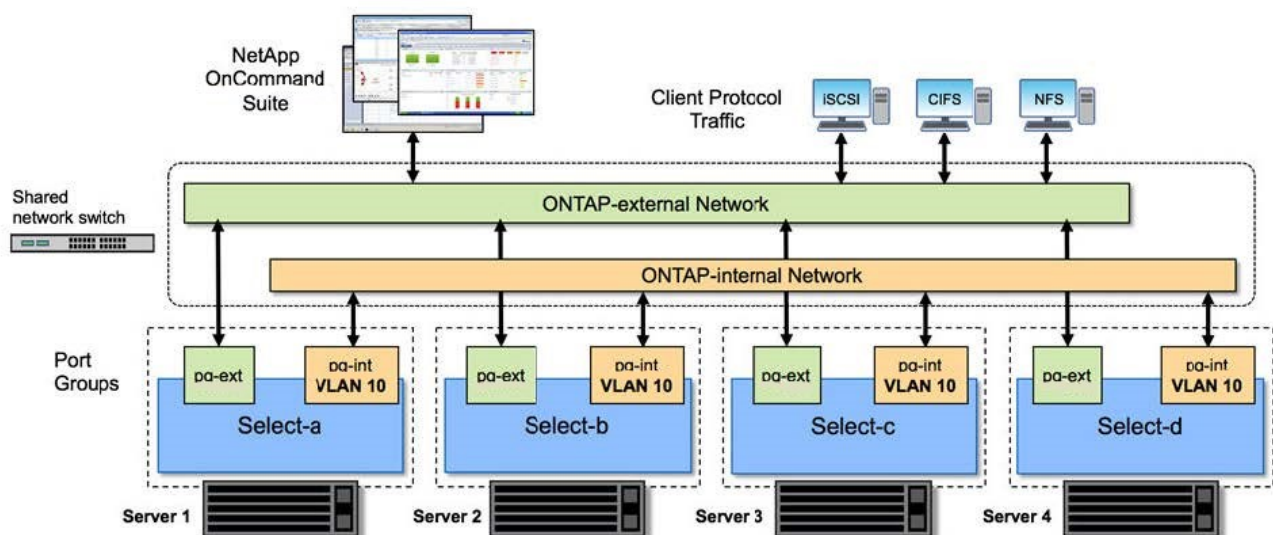 NetApp
OnCommand
Suite
Client Protocol
Traffic
iSCSI
CIFS
NFS
Shared
network switch
ONTAP-external Network
ONTAP-internal Network
Port
Groups
pg-ext
pg-int
VLAN 10
Select-a
pg-ext
pg-int
VLAN 10
Select-b
pg-ext
pg-int
VLAN 10
Select-c
pg-ext
pg-int
VLAN 10
Select-d
Server 1
Server 2
Server 3
Server 4